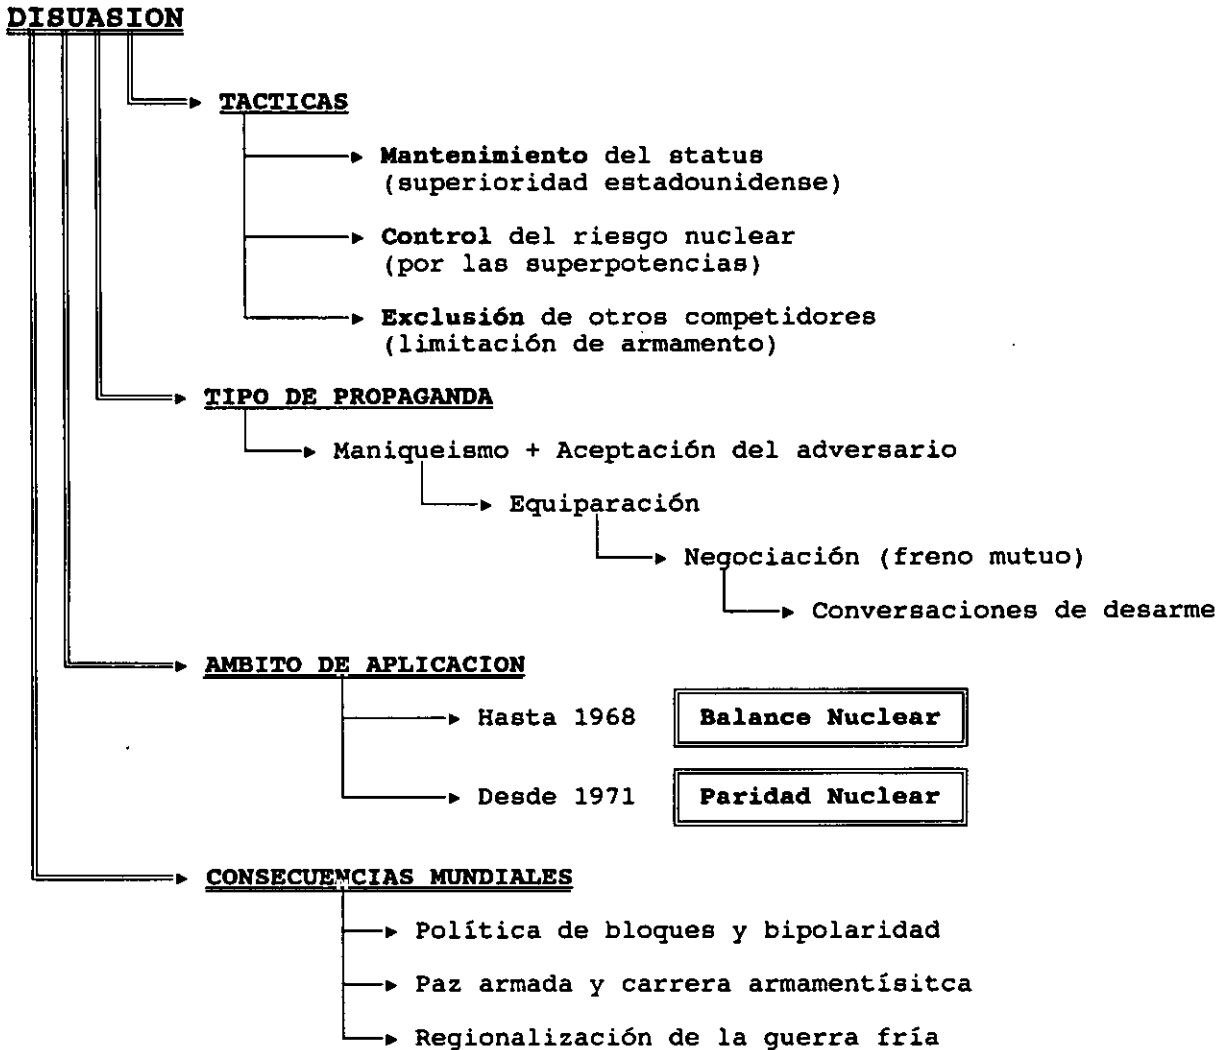 DISUASION
TACTICAS
Mantenimiento del status
(superioridad estadounidense)
Control del riesgo nuclear
(por las superpotencias)
Exclusión de otros competidores
(limitación de armamento)
TIPO DE PROPAGANDA
Maniqueismo + Aceptación del adversario
Equiparación
Negociación (freno mutuo)
Conversaciones de desarme
AMBITO DE APLICACION
Hasta 1968 Balance Nuclear
Desde 1971 Paridad Nuclear
CONSECUENCIAS MUNDIALES
Política de bloques y bipolaridad
Paz armada y carrera armamentísitca
Regionalización de la guerra fría